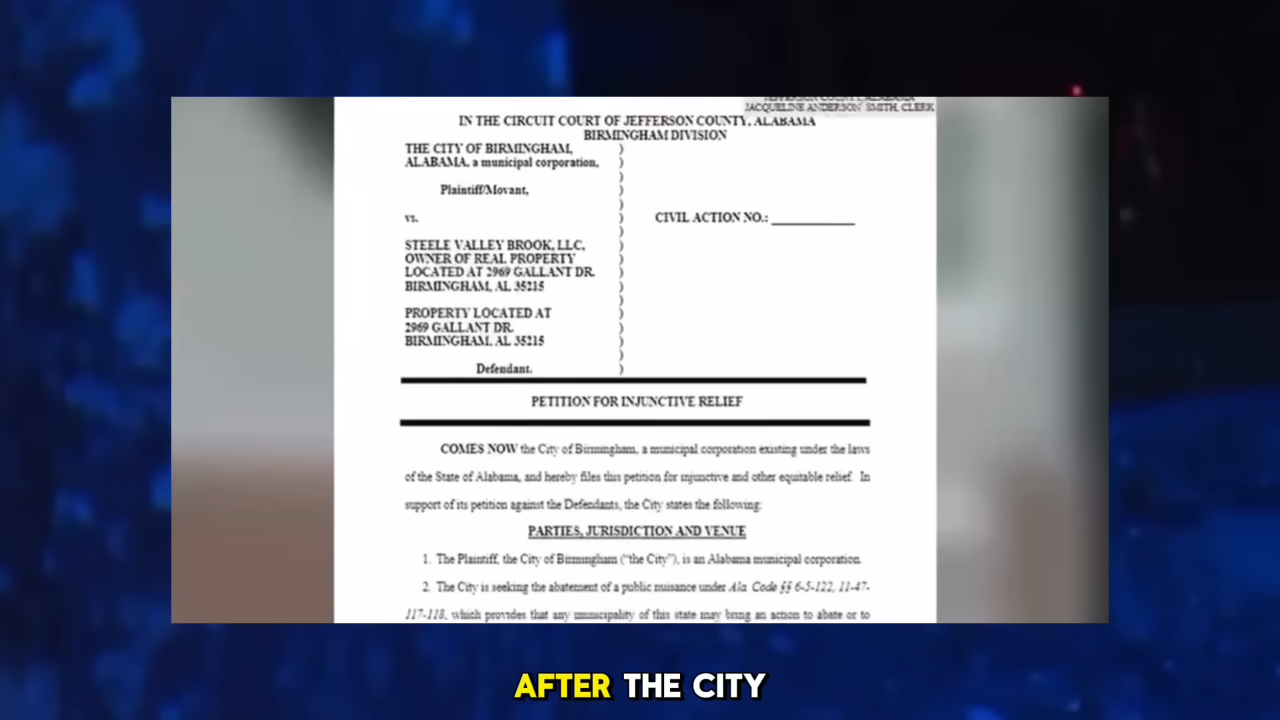 JEFFERSON COUNTY, ALABAMA
JACQUELINE ANDERSON SMITH, CLERK
IN THE CIRCUIT COURT OF JEFFERSON COUNTY, ALABAMA
BIRMINGHAM DIVISION
THE CITY OF BIRMINGHAM, )
ALABAMA, a municipal corporation, )
)
Plaintiff/Movant, )
)
vs. ) CIVIL ACTION NO.: ____________
)
STEELE VALLEY BROOK, LLC, )
OWNER OF REAL PROPERTY )
LOCATED AT 2969 GALLANT DR. )
BIRMINGHAM, AL 35215 )
)
PROPERTY LOCATED AT )
2969 GALLANT DR. )
BIRMINGHAM, AL 35215 )
)
Defendant. )
PETITION FOR INJUNCTIVE RELIEF
COMES NOW the City of Birmingham, a municipal corporation existing under the laws
of the State of Alabama, and hereby files this petition for injunctive and other equitable relief. In
support of its petition against the Defendants, the City states the following:
PARTIES, JURISDICTION AND VENUE
1. The Plaintiff, the City of Birmingham ("the City"), is an Alabama municipal corporation.
2. The City is seeking the abatement of a public nuisance under Ala. Code §§ 6-5-122, 11-47-
117-118, which provides that any municipality of this state may bring an action to abate or to
AFTER THE CITY